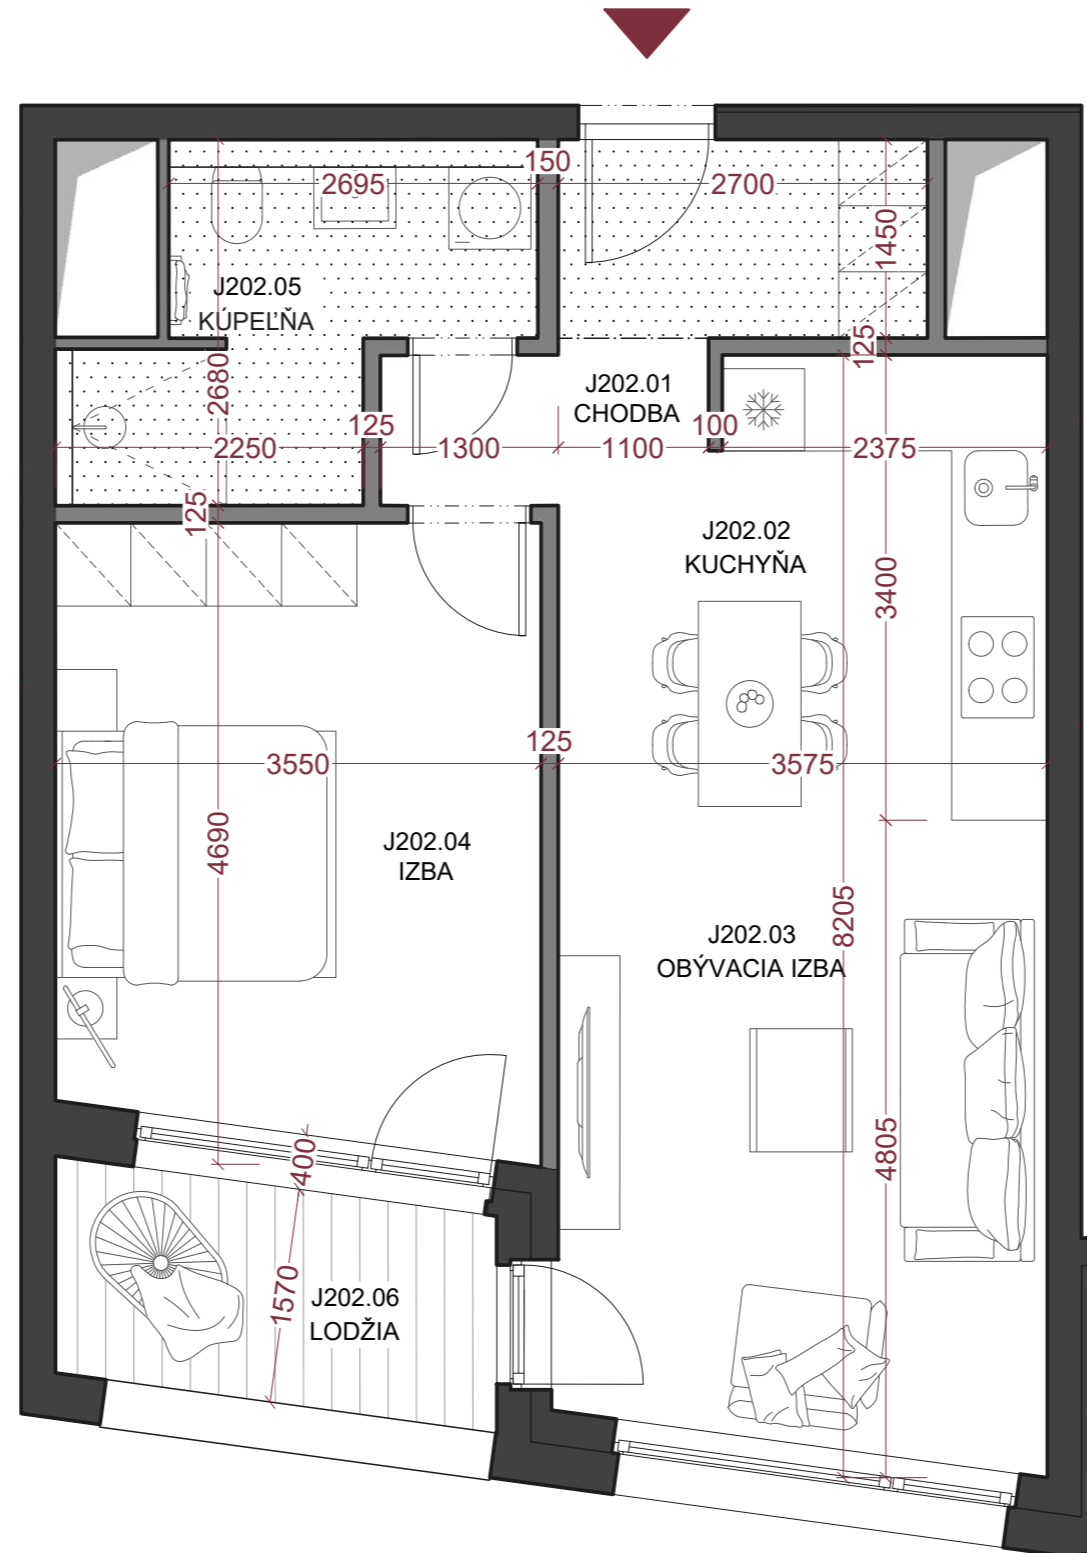 150
2695
2700
1450
J202.05
KÚPEĽŇA
125
2680
J202.01
CHODBA
125
100
2250
1300
1100
2375
125
J202.02
KUCHYŇA
3400
125
3550
3575
4690
J202.04
IZBA
8205
J202.03
OBÝVACIA IZBA
4805
400
1570
J202.06
LODŽIA